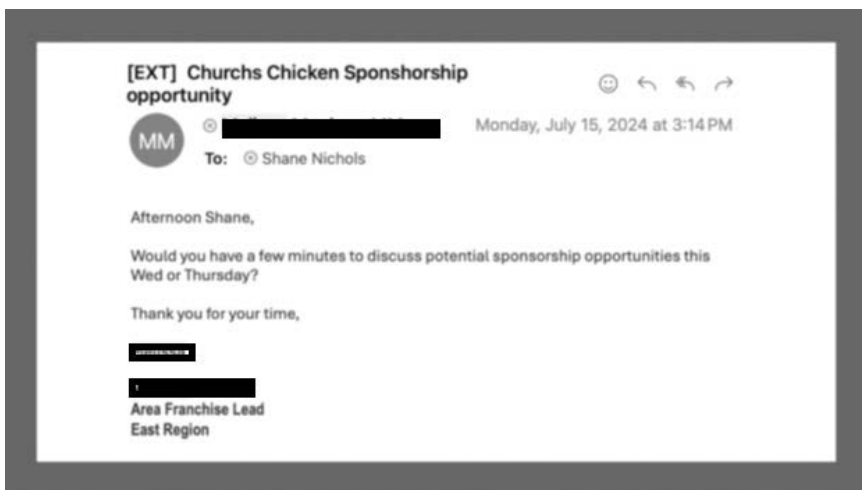 [EXT] Churchs Chicken Sponshorship
opportunity
MM
Monday, July 15, 2024 at 3:14 PM
To: Shane Nichols
Afternoon Shane,
Would you have a few minutes to discuss potential sponsorship opportunities this
Wed or Thursday?
Thank you for your time,
Area Franchise Lead
East Region